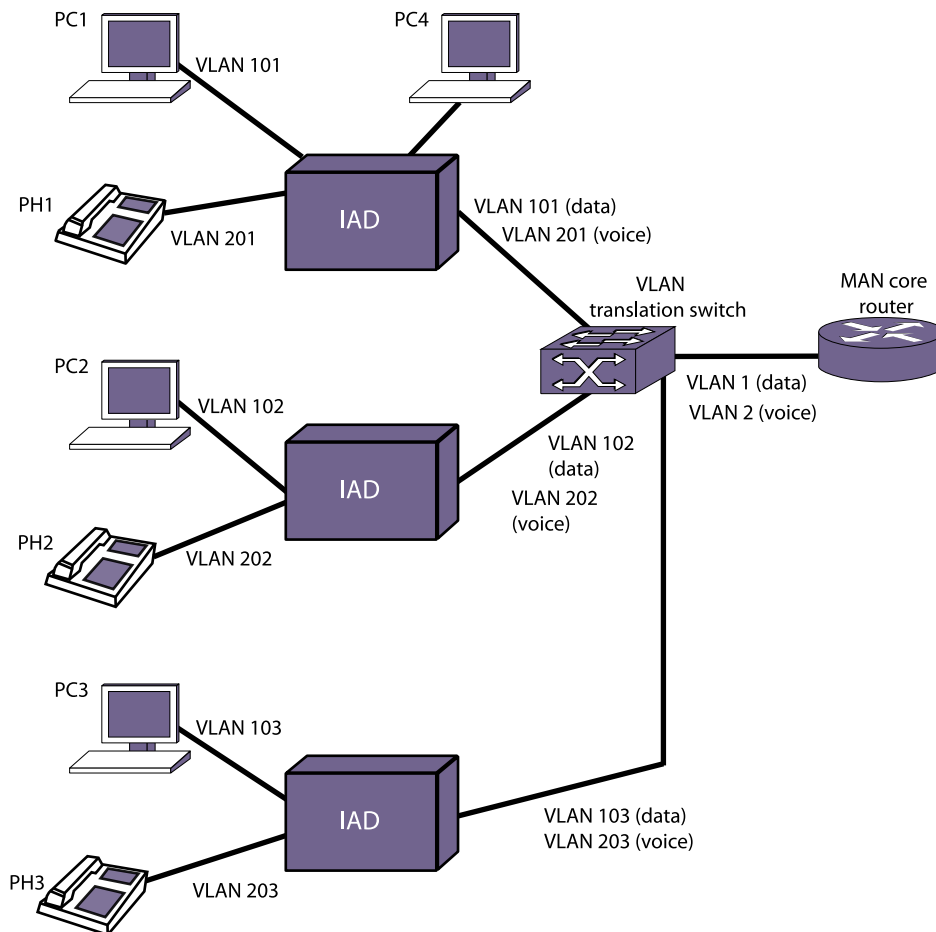 PC1
PC4
VLAN 101
PH1
IAD
VLAN 201
VLAN 101 (data)
VLAN 201 (voice)
VLAN
translation switch
MAN core
router
PC2
VLAN 102
VLAN 1 (data)
VLAN 2 (voice)
IAD
VLAN 102
(data)
VLAN 202
(voice)
PH2
VLAN 202
PC3
VLAN 103
IAD
VLAN 103 (data)
VLAN 203 (voice)
PH3
VLAN 203